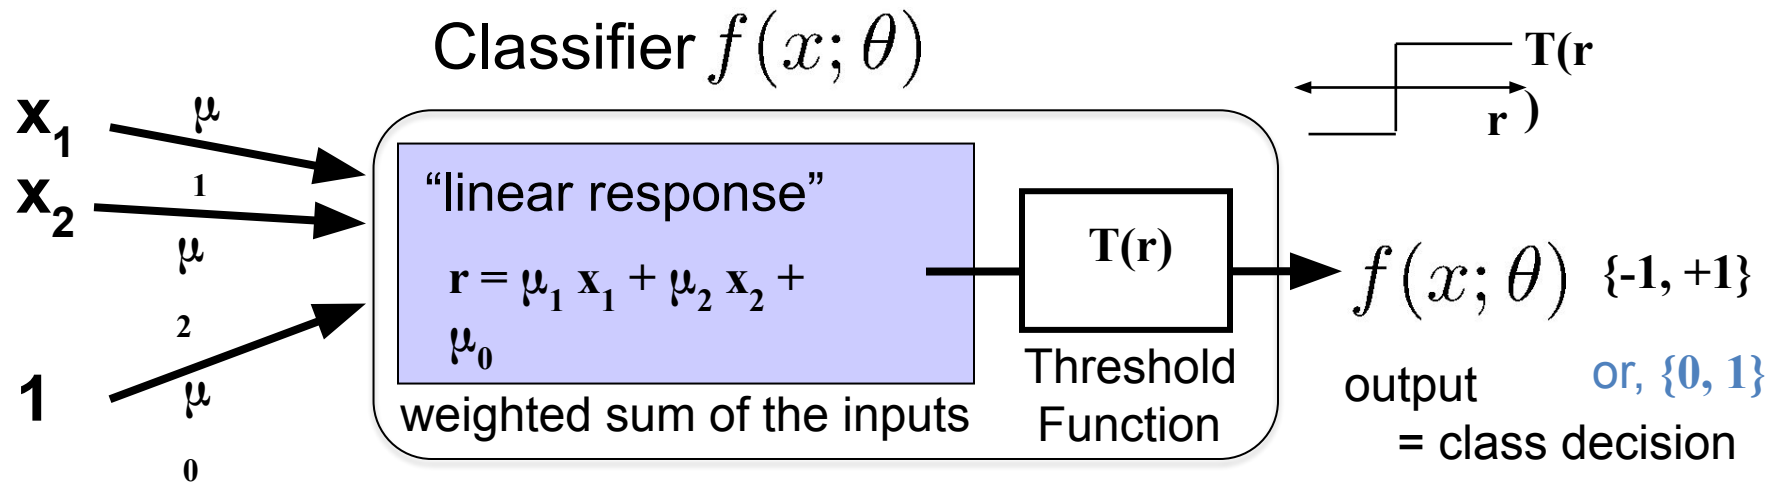 Classifier f(x; θ)
T(r
)
r
x₁
μ
1
x₂
μ
2
1
μ
0
“linear response”
r = μ₁ x₁ + μ₂ x₂ +
μ₀
weighted sum of the inputs
T(r)
Threshold
Function
f(x; θ) {-1, +1}
output or, {0, 1}
= class decision